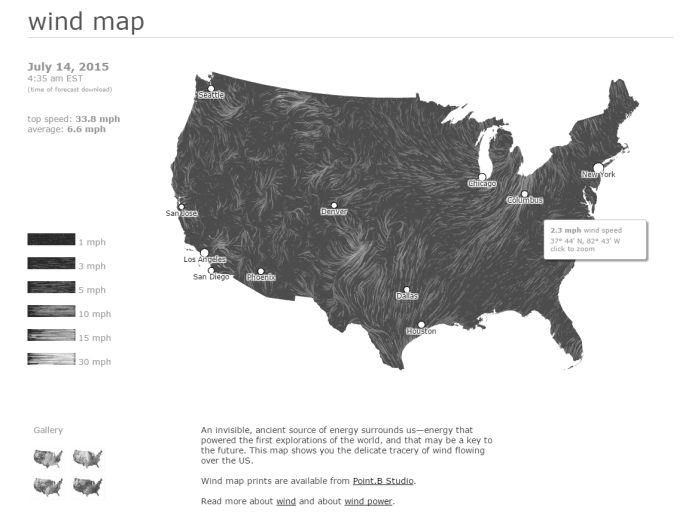 wind map
July 14, 2015
4:35 am EST
(time of forecast download)
top speed: 33.8 mph
average: 6.6 mph
1 mph
3 mph
5 mph
10 mph
15 mph
30 mph
Seattle
San Jose
Los Angeles
San Diego
Phoenix
Denver
Dallas
Houston
Chicago
Columbus
New York
2.3 mph wind speed
37° 44' N, 82° 43' W
click to zoom
Gallery
An invisible, ancient source of energy surrounds us—energy that
powered the first explorations of the world, and that may be a key to
the future. This map shows you the delicate tracery of wind flowing
over the US.
Wind map prints are available from Point.B Studio.
Read more about wind and about wind power.